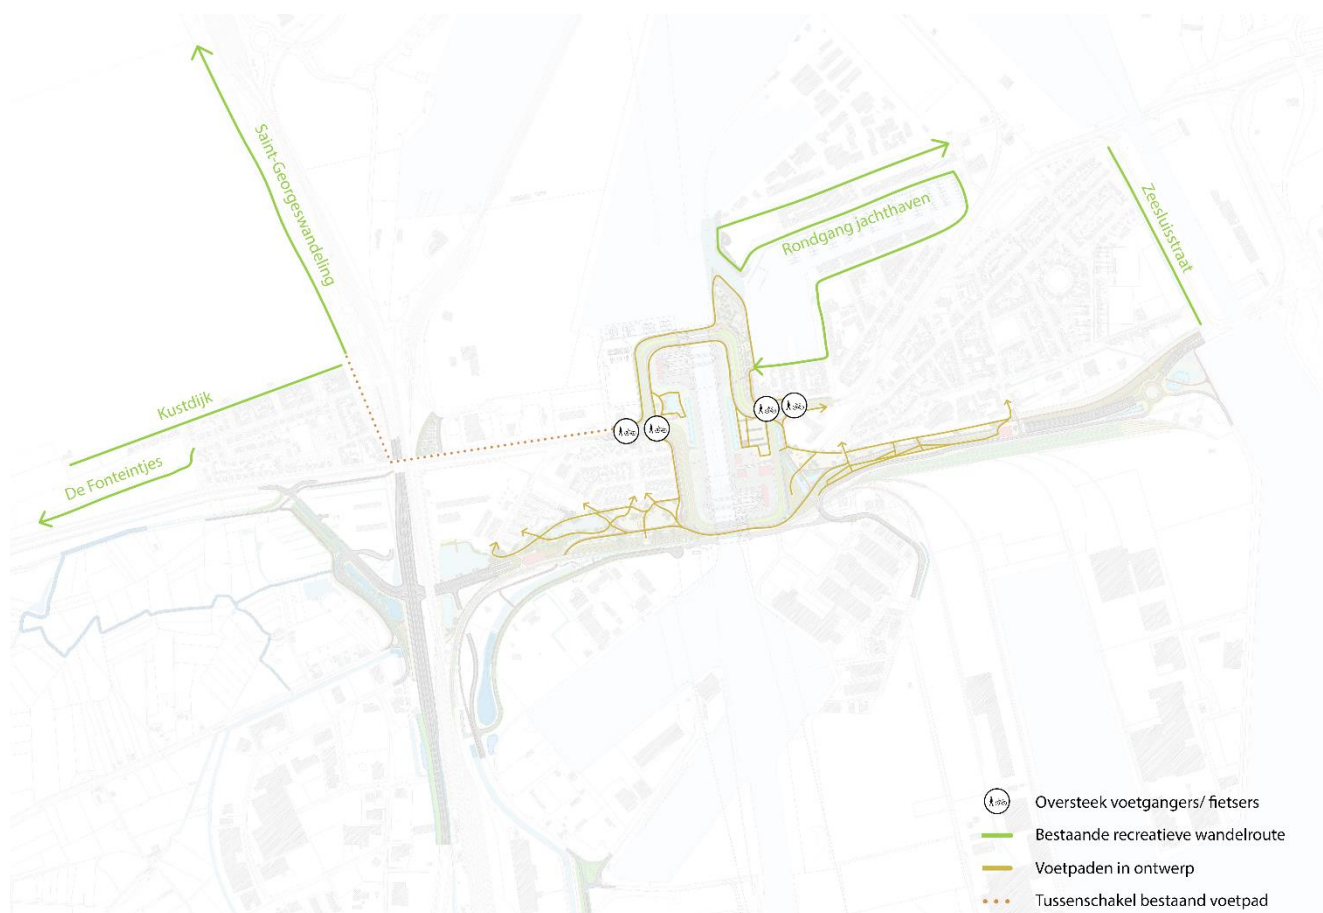 Saint-Georgeswandeling
Rondgang jachthaven
Zeesluisstraat
Kustdijk
De Fonteintjes
Oversteek voetgangers/ fietsers
Bestaande recreatieve wandelroute
Voetpaden in ontwerp
Tussenschakel bestaand voetpad